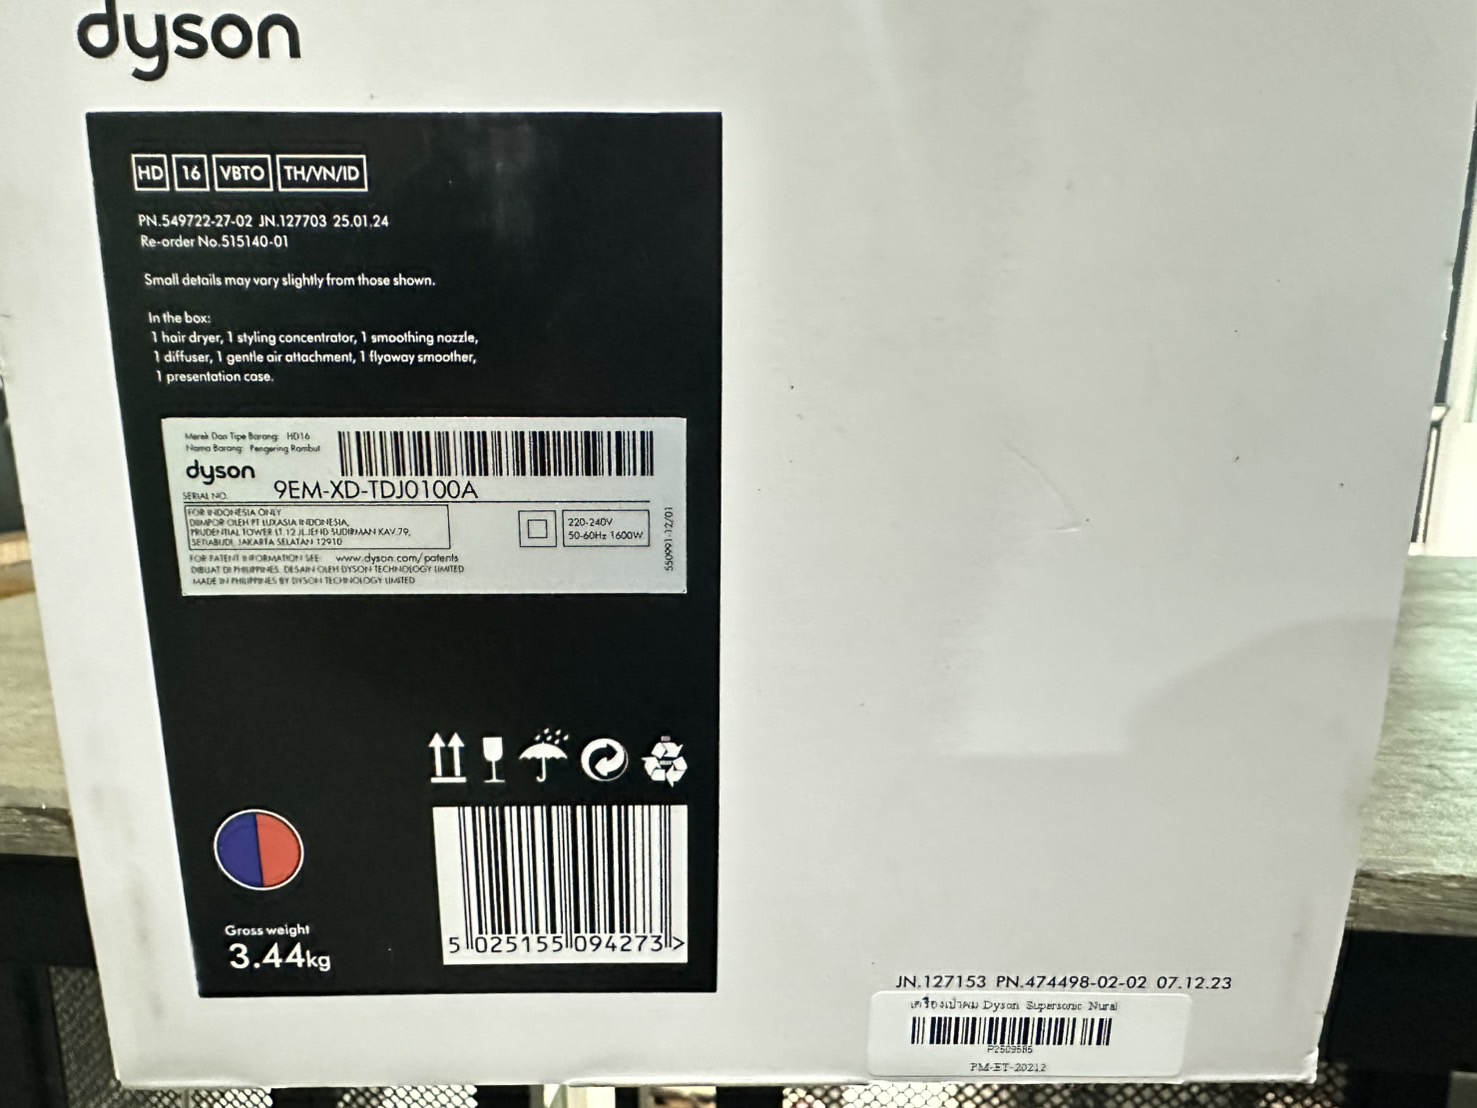 dyson
HD 16 VBTO TH/VN/ID
PN.549722-27-02 JN.127703 25.01.24
Re-order No.515140-01
Small details may vary slightly from those shown.
In the box:
1 hair dryer, 1 styling concentrator, 1 smoothing nozzle,
1 diffuser, 1 gentle air attachment, 1 flyaway smoother,
1 presentation case.
Merek Dan Tipe Barang: HD16
Nama Barang: Pengering Rambut
dyson
SERIAL NO. 9EM-XD-TDJ0100A
FOR INDONESIA ONLY
DIIMPOR OLEH PT LUXASIA INDONESIA,
PRUDENTIAL TOWER LT.12 JL.JEND SUDIRMAN KAV.79,
SETIABUDI, JAKARTA SELATAN 12910
220-240V
50-60Hz 1600W
550991-12/01
FOR PATENT INFORMATION SEE: www.dyson.com/patents
DIBUAT DI PHILIPPINES. DESAIN OLEH DYSON TECHNOLOGY LIMITED
MADE IN PHILIPPINES BY DYSON TECHNOLOGY LIMITED
Gross weight
3.44kg
5 025155 094273 >
JN.127153 PN.474498-02-02 07.12.23
เครื่องเป่าผม Dyson Supersonic Nural
P2509585
PM-ET-20212